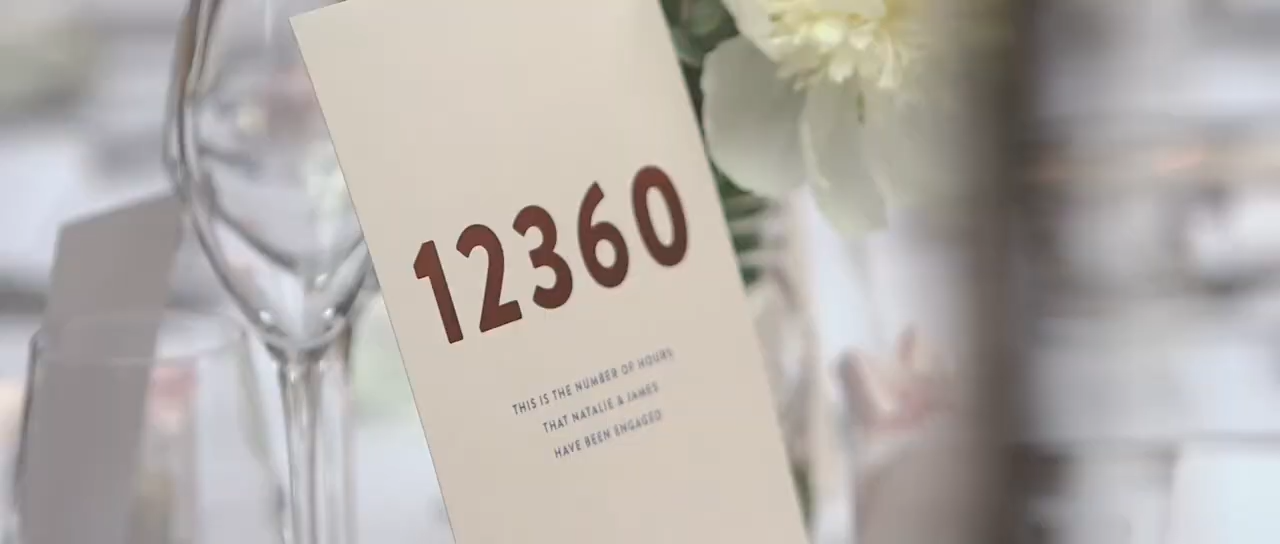 12360
THIS IS THE NUMBER OF HOURS
THAT NATALIE & JAMES
HAVE BEEN ENGAGED